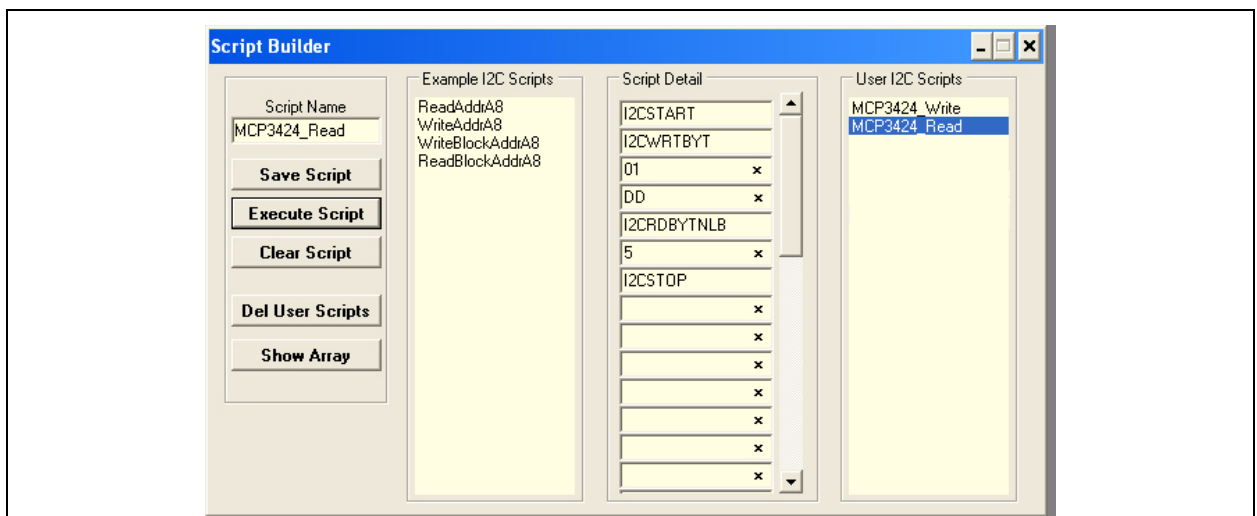 Script Builder
Script Name
MCP3424_Read
Save Script
Execute Script
Clear Script
Del User Scripts
Show Array
Example I2C Scripts
ReadAddrA8
WriteAddrA8
WriteBlockAddrA8
ReadBlockAddrA8
Script Detail
I2CSTART
I2CWRTBYT
01
DD
I2CRDBYTNLB
5
I2CSTOP
User I2C Scripts
MCP3424_Write
MCP3424_Read